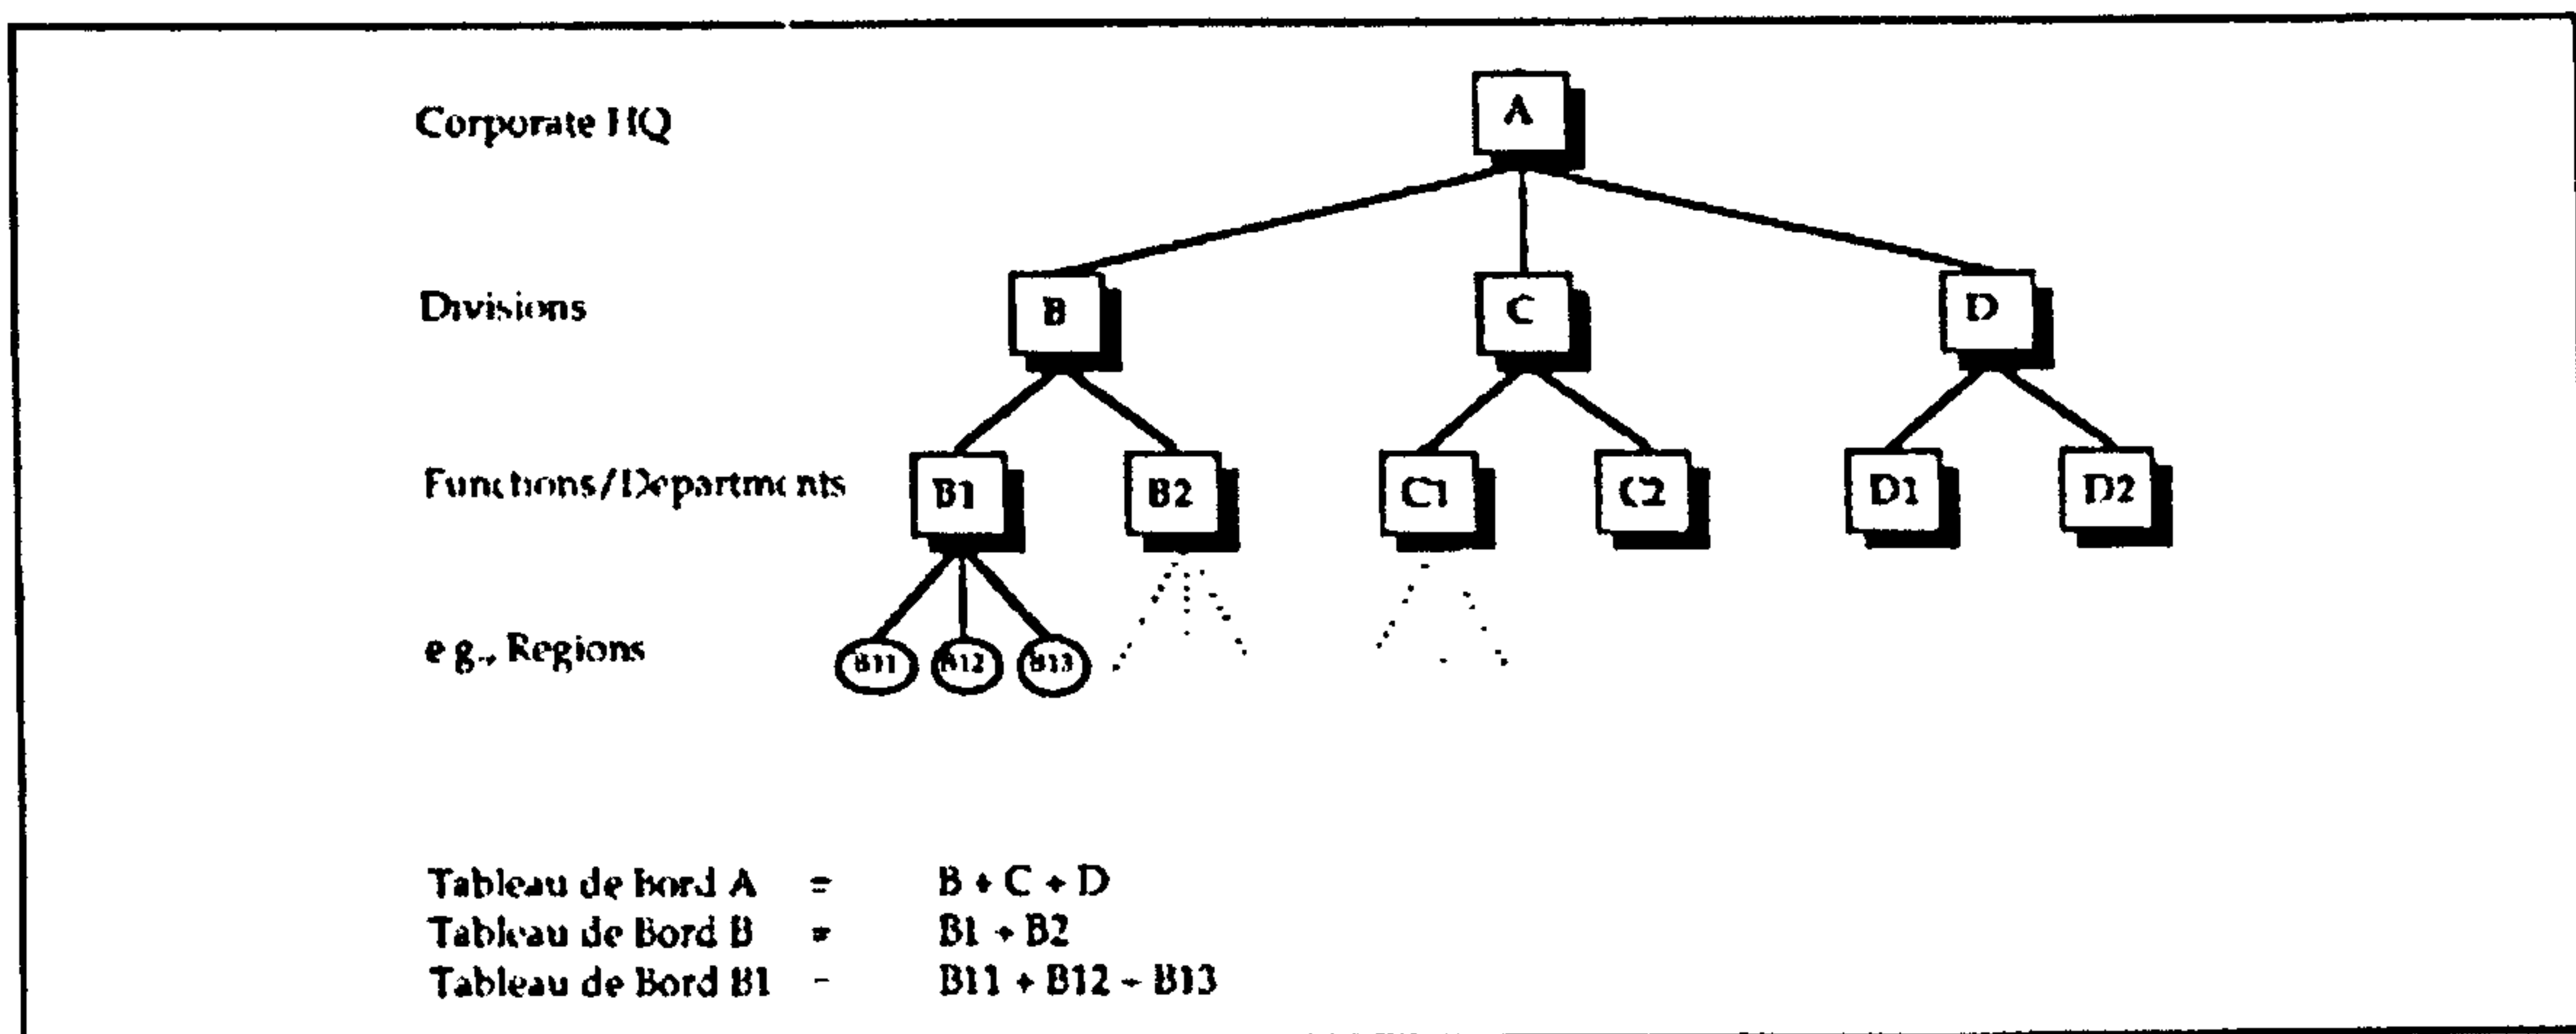 Corporate HQ A
Divisions B C D
Functions/Departments B1 B2 C1 C2 D1 D2
e g., Regions B11 B12 B13
Tableau de Bord A = B + C + D
Tableau de Bord B = B1 + B2
Tableau de Bord B1 - B11 + B12 - B13